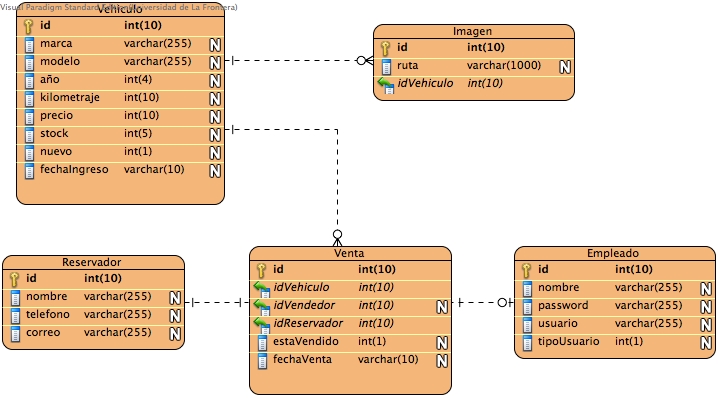 Visual Paradigm Standard Edition(Universidad de La Frontera)
Vehiculo
id int(10)
marca varchar(255) N
modelo varchar(255) N
año int(4) N
kilometraje int(10) N
precio int(10) N
stock int(5) N
nuevo int(1) N
fechaIngreso varchar(10) N
Imagen
id int(10)
ruta varchar(1000) N
idVehiculo int(10)
Reservador
id int(10)
nombre varchar(255) N
telefono varchar(255) N
correo varchar(255) N
Venta
id int(10)
idVehiculo int(10)
idVendedor int(10) N
idReservador int(10)
estaVendido int(1) N
fechaVenta varchar(10) N
Empleado
id int(10)
nombre varchar(255) N
password varchar(255) N
usuario varchar(255) N
tipoUsuario int(1) N